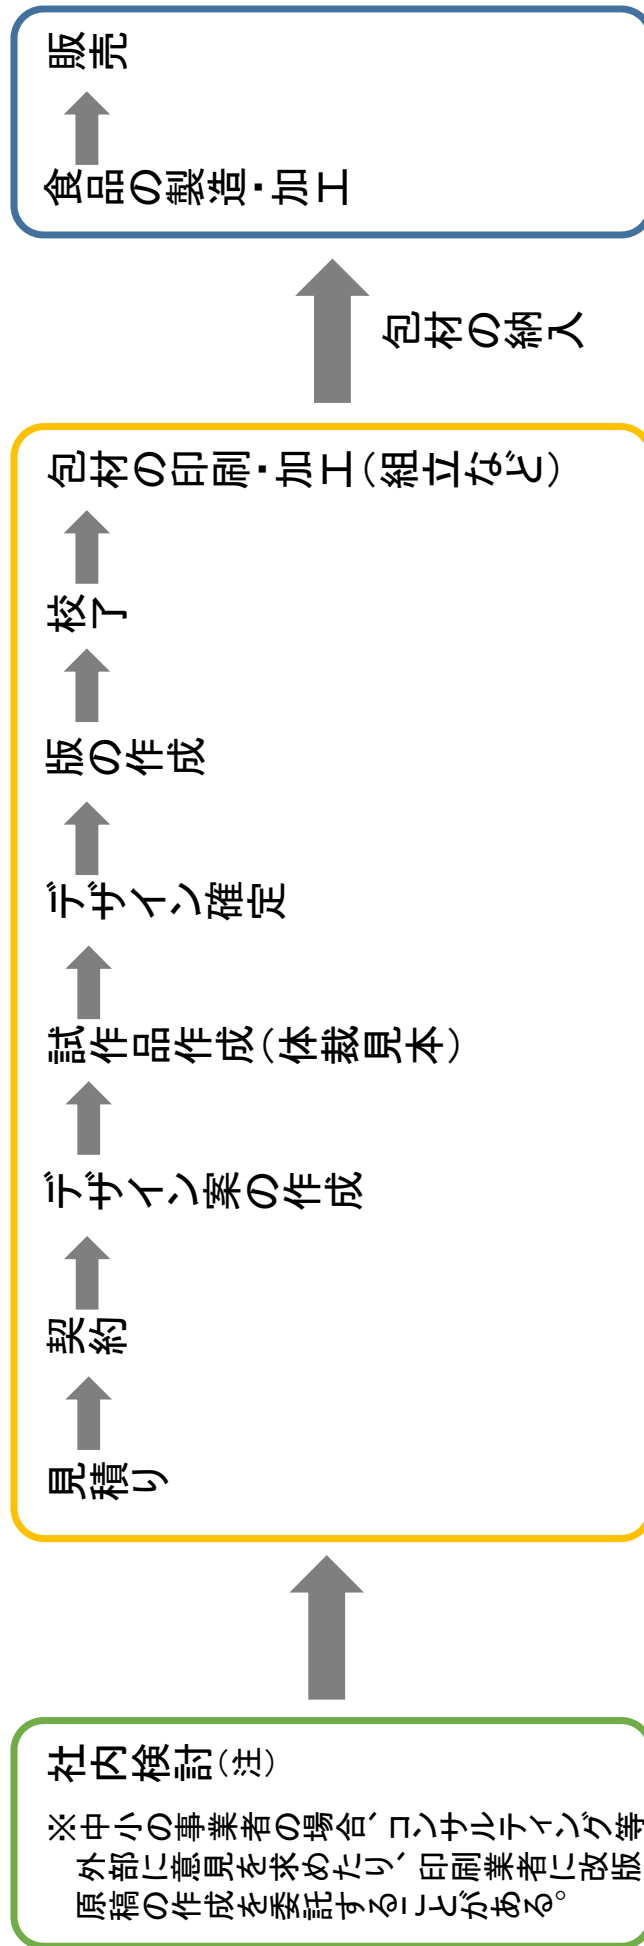 社内検討(注)
※中小の事業者の場合、コンサルティング等
外部に意見を求めたり、印刷業者に改版
原稿の作成を委託することがある。
見積り
契約
デザイン案の作成
試作品作成(体裁見本)
デザイン確定
版の作成
校了
包材の印刷・加工(組立など)
包材の納入
食品の製造・加工
販売